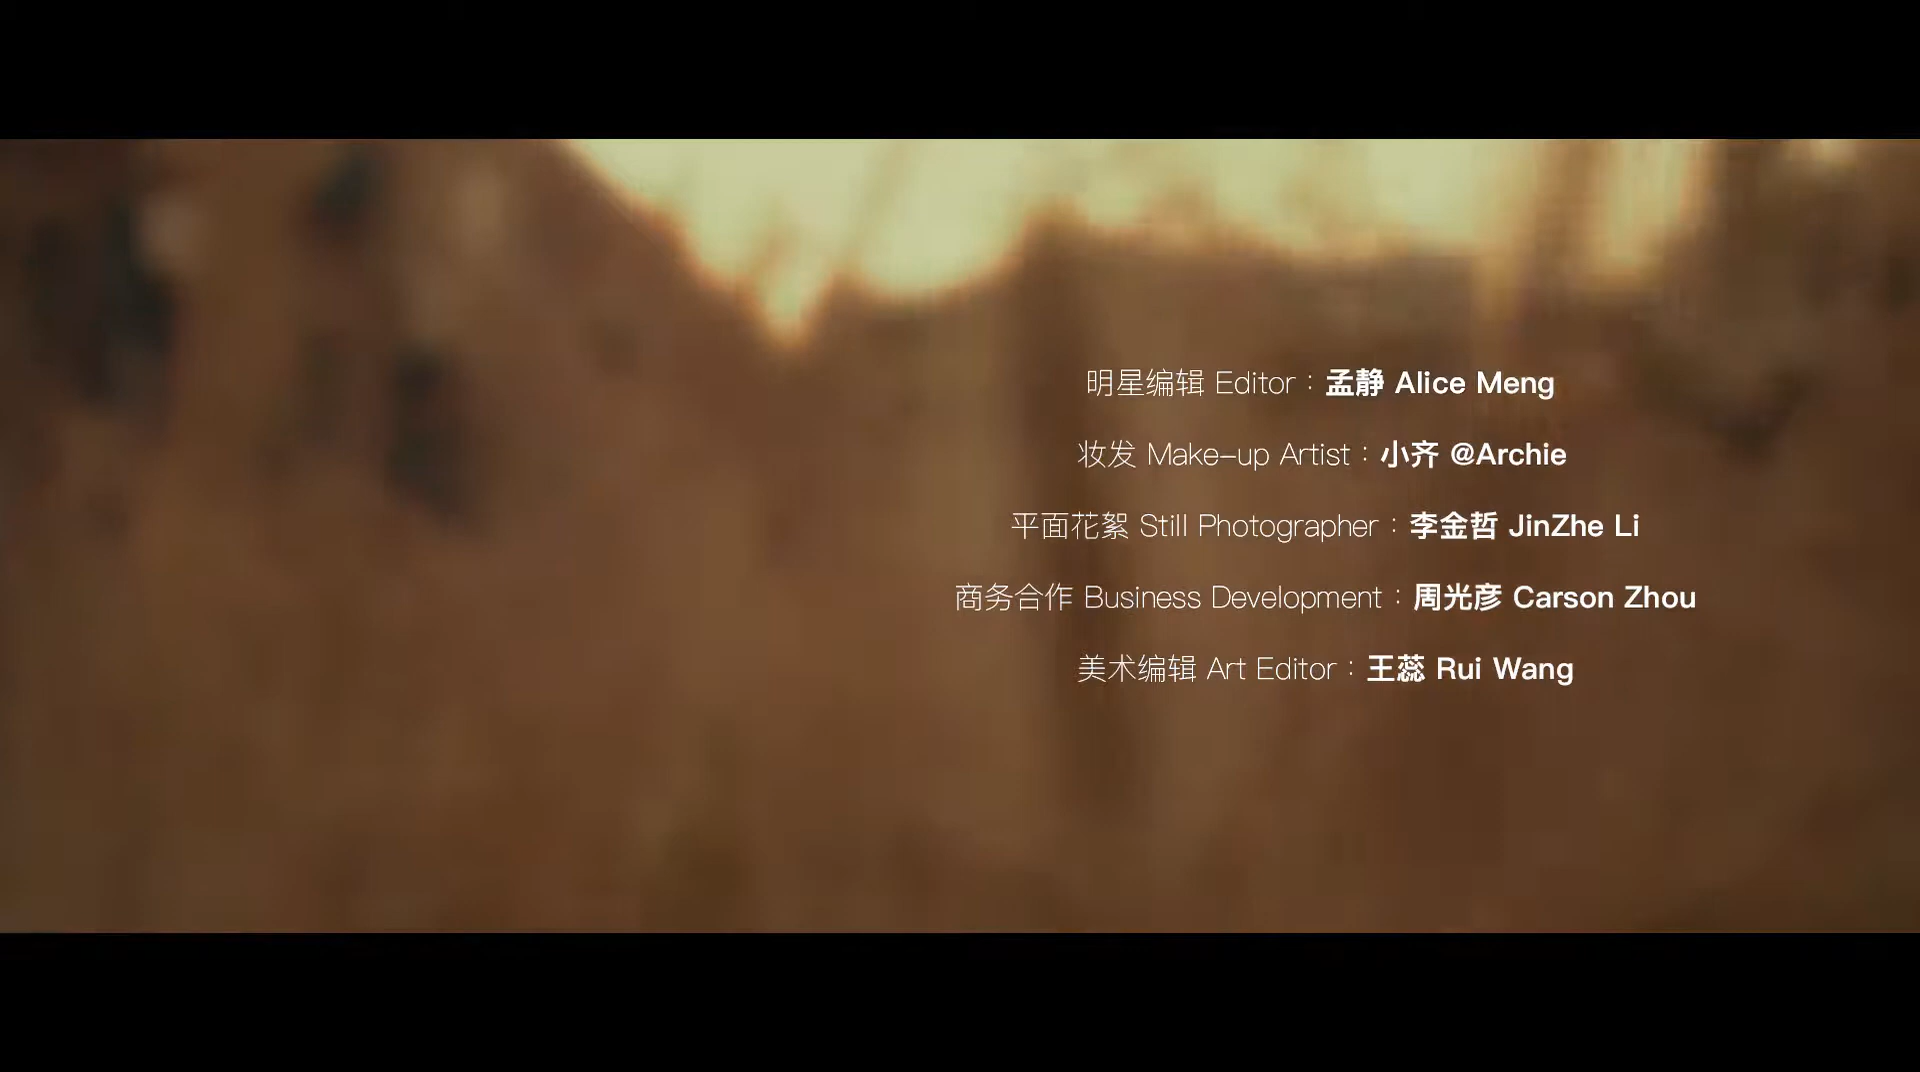 明星编辑 Editor：孟静 Alice Meng
妆发 Make-up Artist：小齐 @Archie
平面花絮 Still Photographer：李金哲 JinZhe Li
商务合作 Business Development：周光彦 Carson Zhou
美术编辑 Art Editor：王蕊 Rui Wang